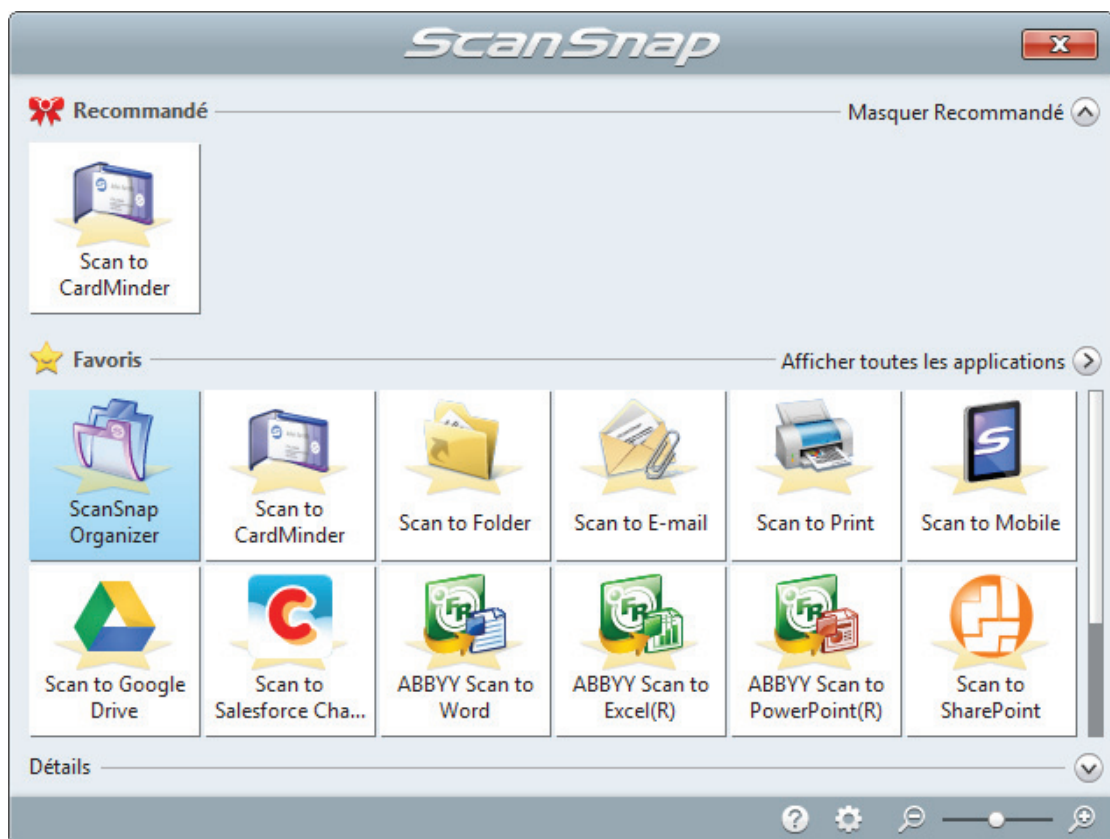 ScanSnap
Recommandé
Masquer Recommandé
Scan to
CardMinder
Favoris
Afficher toutes les applications
ScanSnap
Organizer
Scan to
CardMinder
Scan to Folder
Scan to E-mail
Scan to Print
Scan to Mobile
Scan to Google
Drive
Scan to
Salesforce Cha...
ABBYY Scan to
Word
ABBYY Scan to
Excel(R)
ABBYY Scan to
PowerPoint(R)
Scan to
SharePoint
Détails